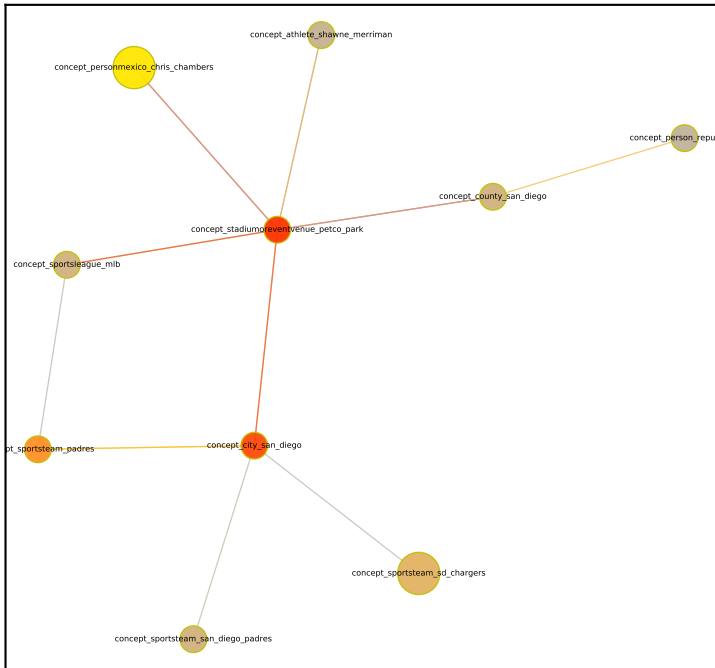 concept_athlete_shawne_merriman
concept_personmexico_chris_chambers
concept_person_repu
concept_county_san_diego
concept_stadiumoreventvenue_petco_park
concept_sportsleague_mlb
concept_city_san_diego
pt_sportsteam_padres
concept_sportsteam_sd_chargers
concept_sportsteam_san_diego_padres